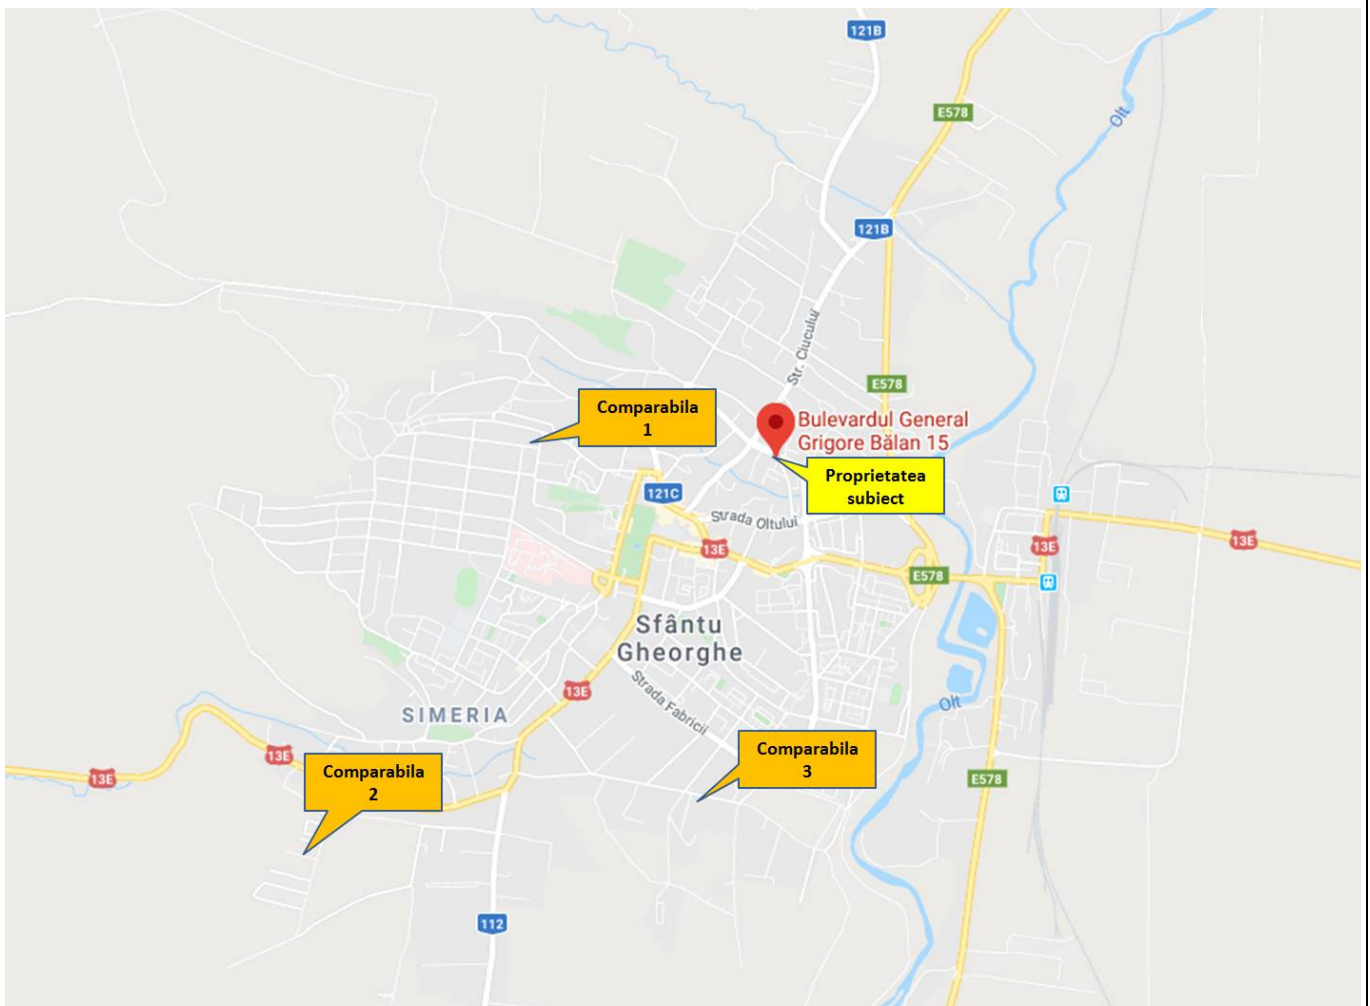 121B
E578
Olt
121B
Str. Ciucului
E578
Comparabila
1
Bulevardul General
Grigore Bălan 15
Proprietatea
subiect
121C
Strada Oltului
13E
13E
13E
E578
Sfântu
Gheorghe
13E
Strada Fabricii
Olt
SIMERIA
Comparabila
3
13E
13E
Comparabila
2
E578
112